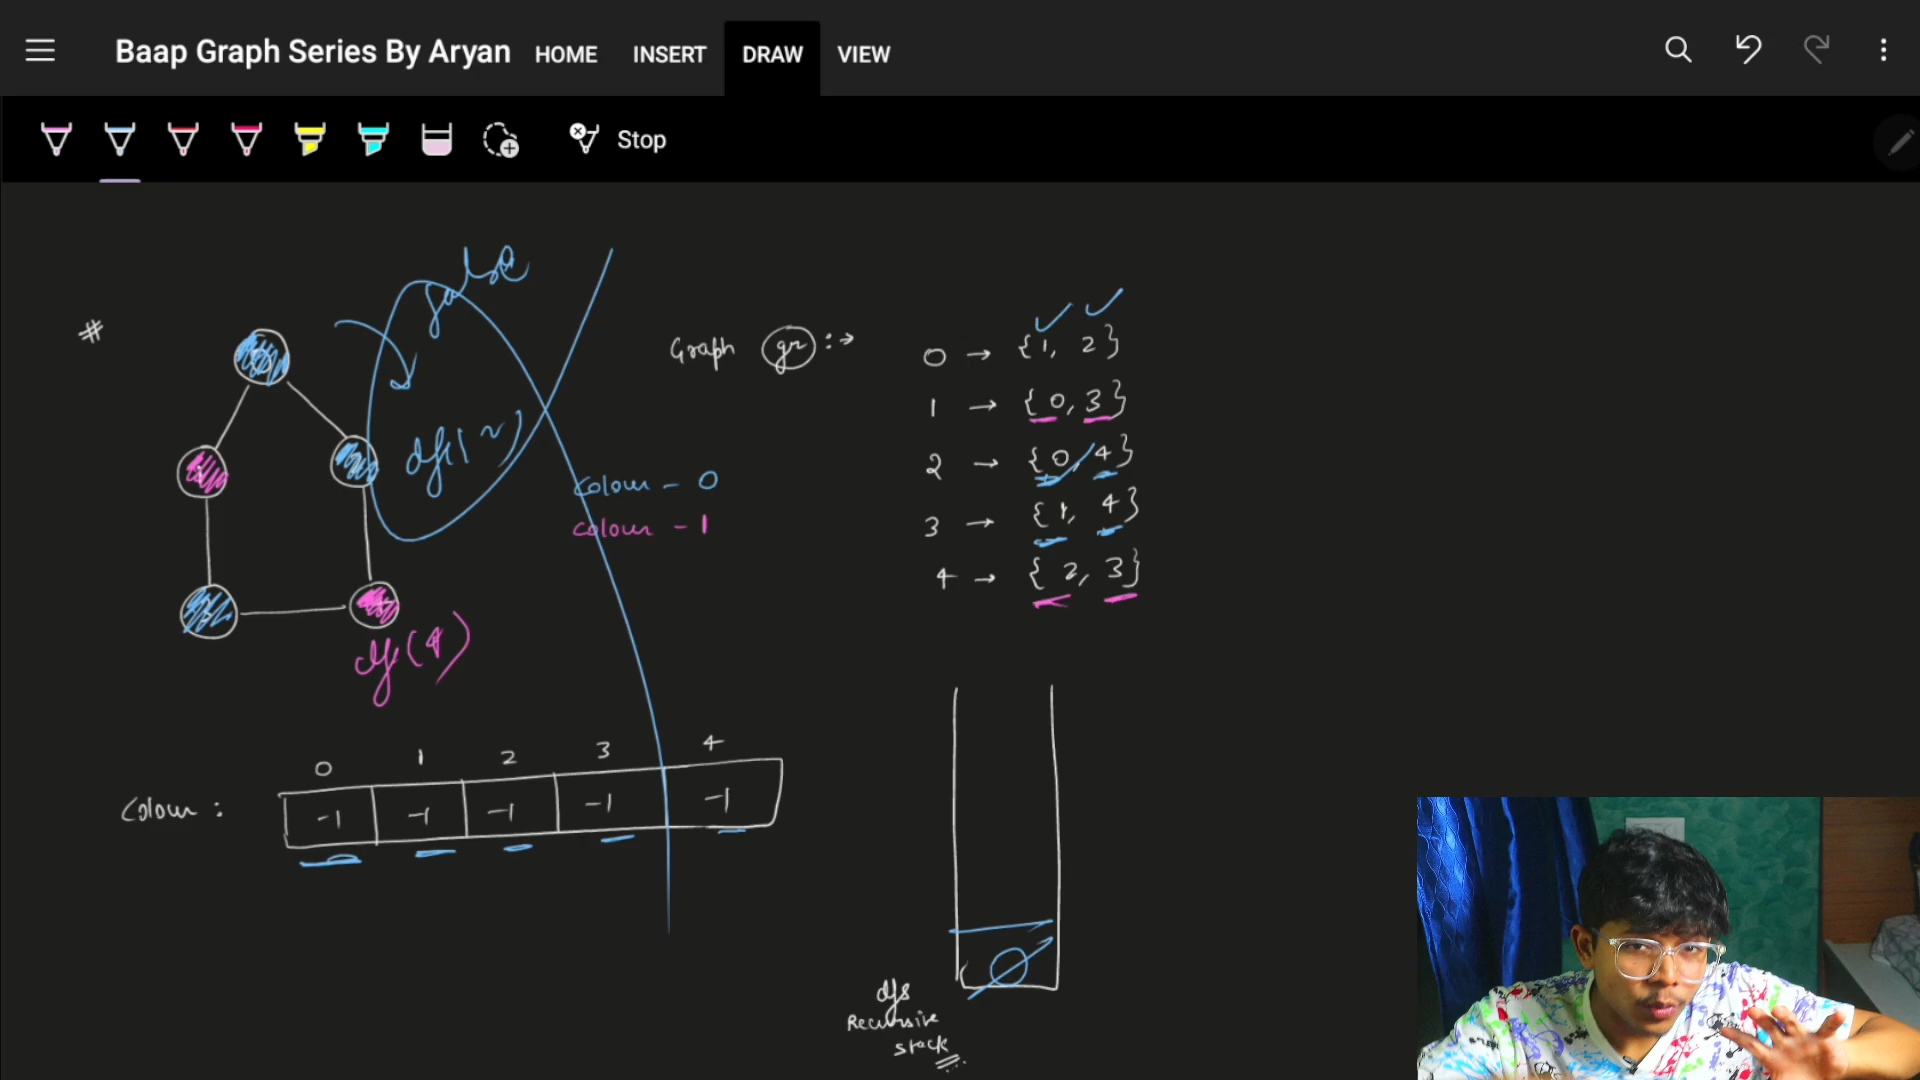 Baap Graph Series By Aryan HOME INSERT DRAW VIEW
Stop
#
false
dfs(2)
Graph gr :→
0 → {1, 2}
1 → {0, 3}
2 → {0, 4}
3 → {1, 4}
4 → {2, 3}
Colour - 0
Colour - 1
dfs(4)
0 1 2 3 4
Colour : -1 -1 -1 -1 -1
0
dfs
Recursive
stack